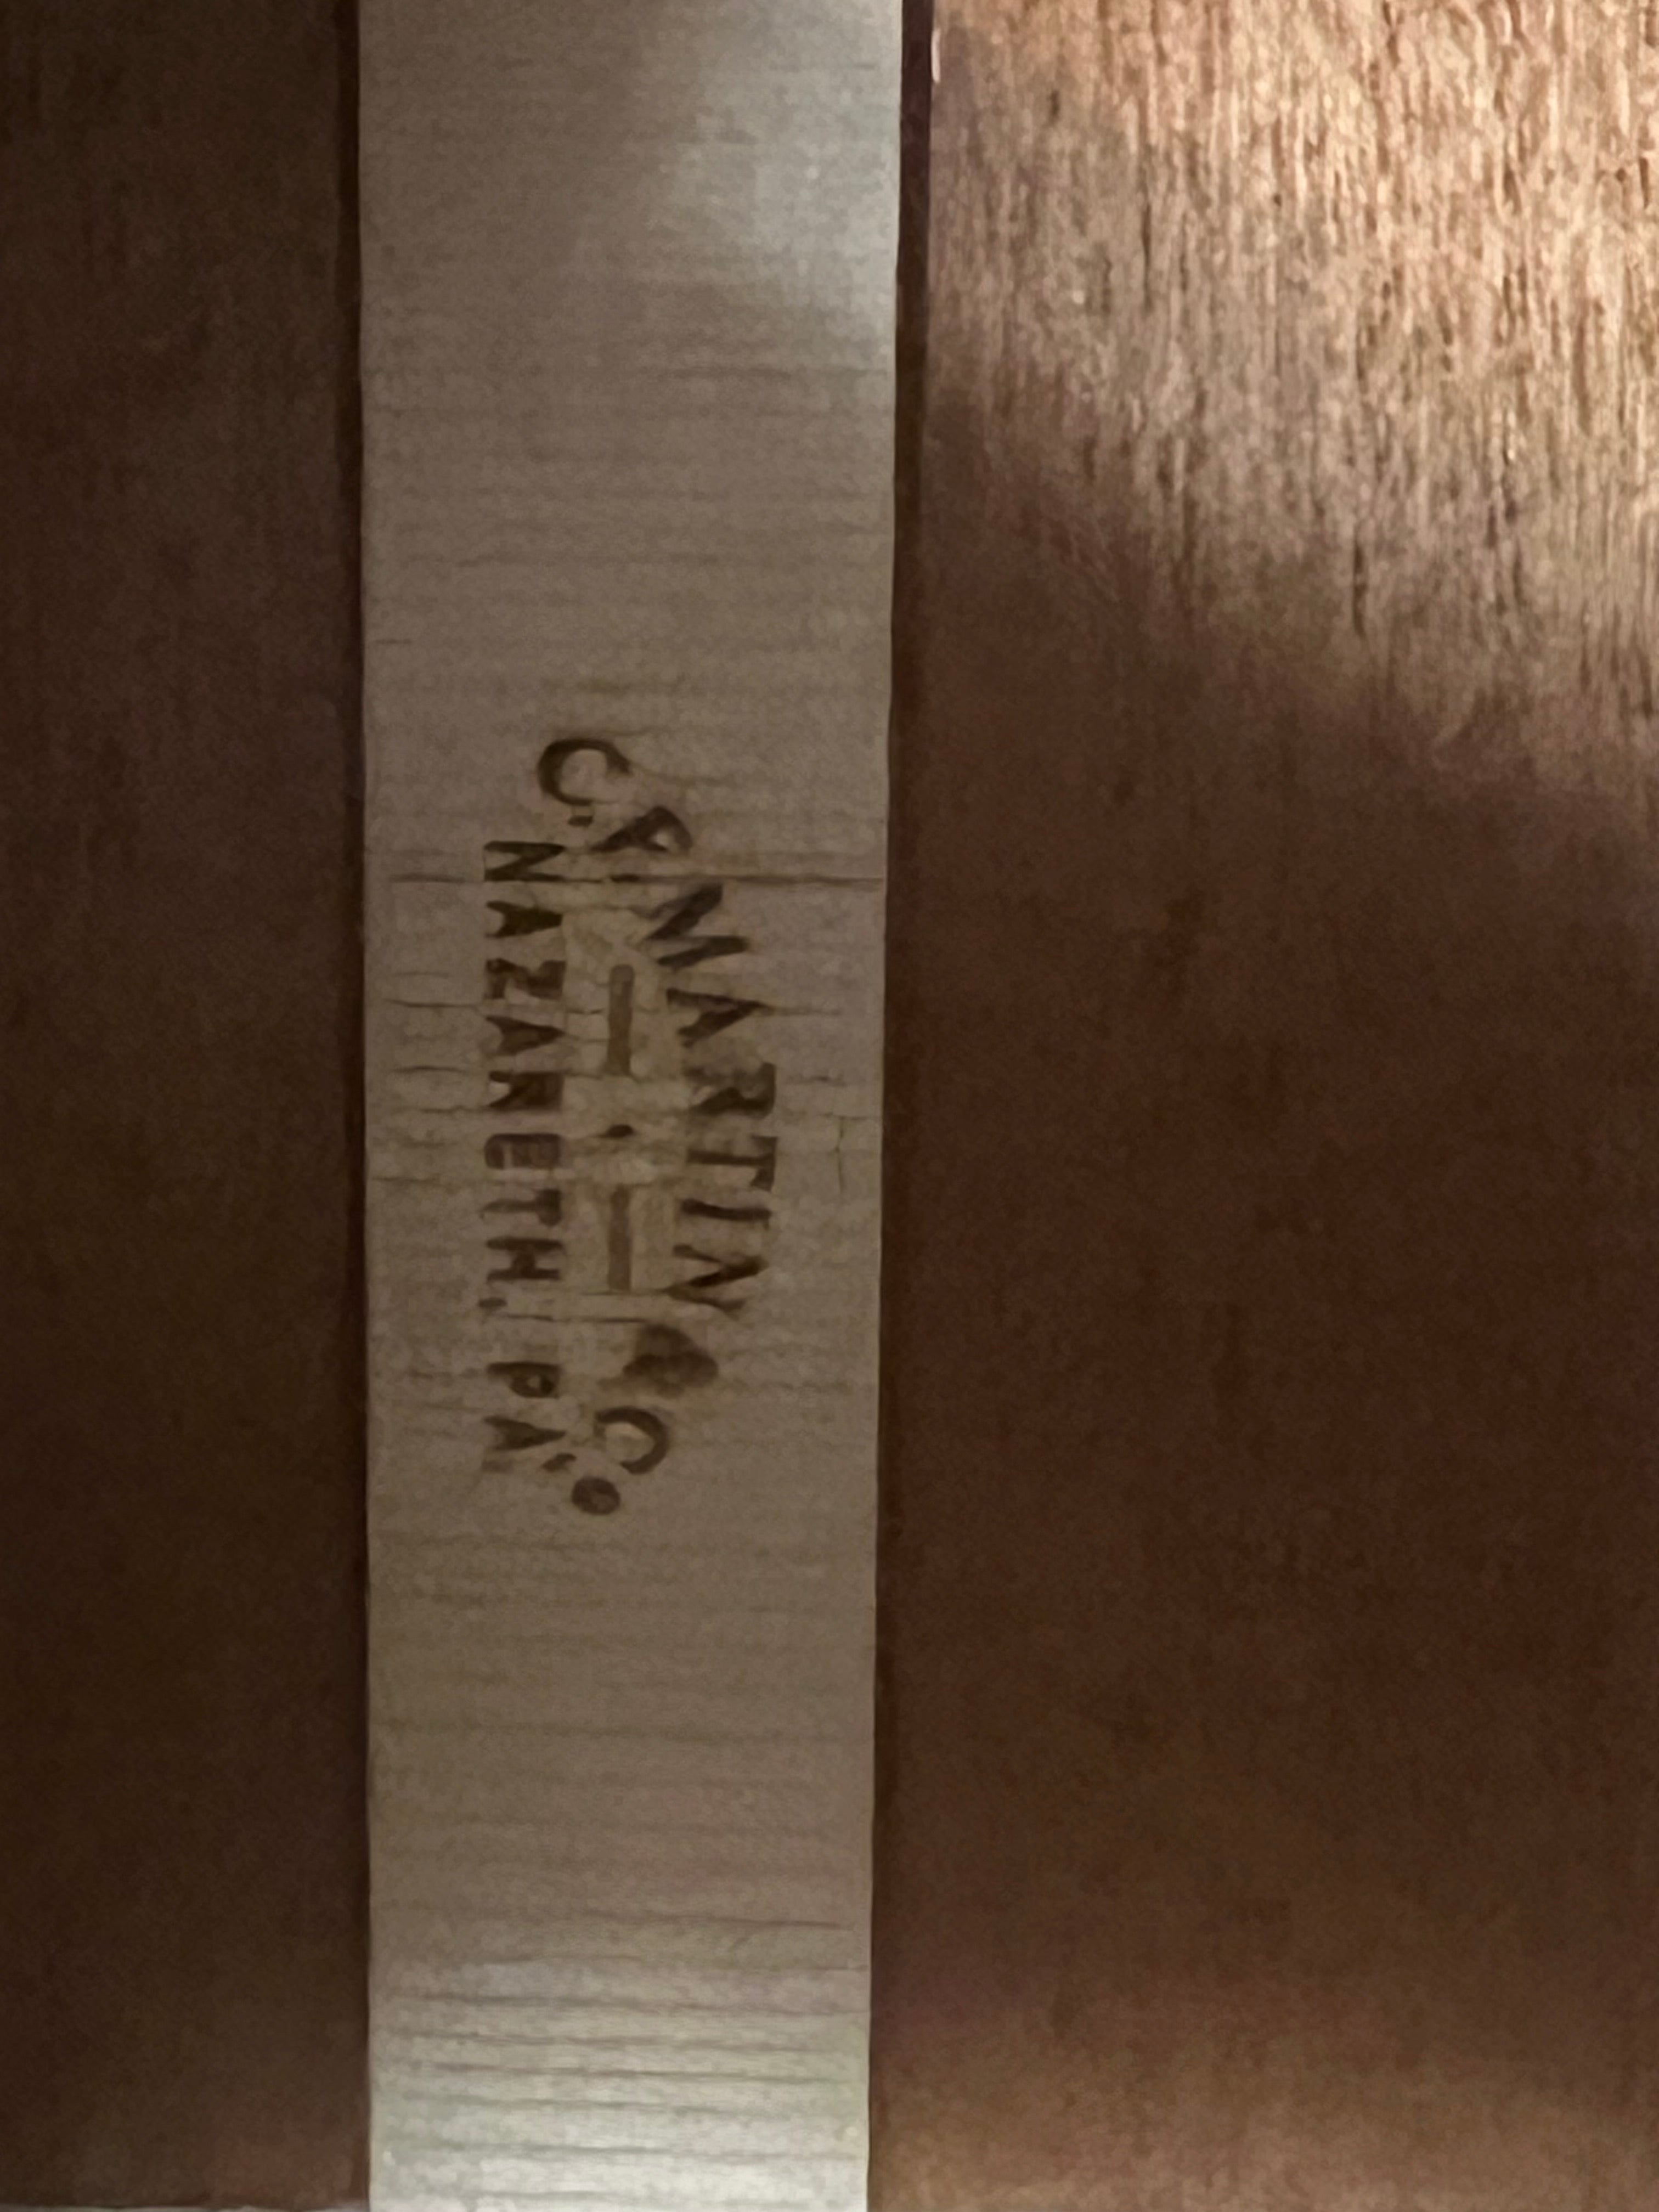 C.F. MARTIN & CO
NAZARETH, PA.